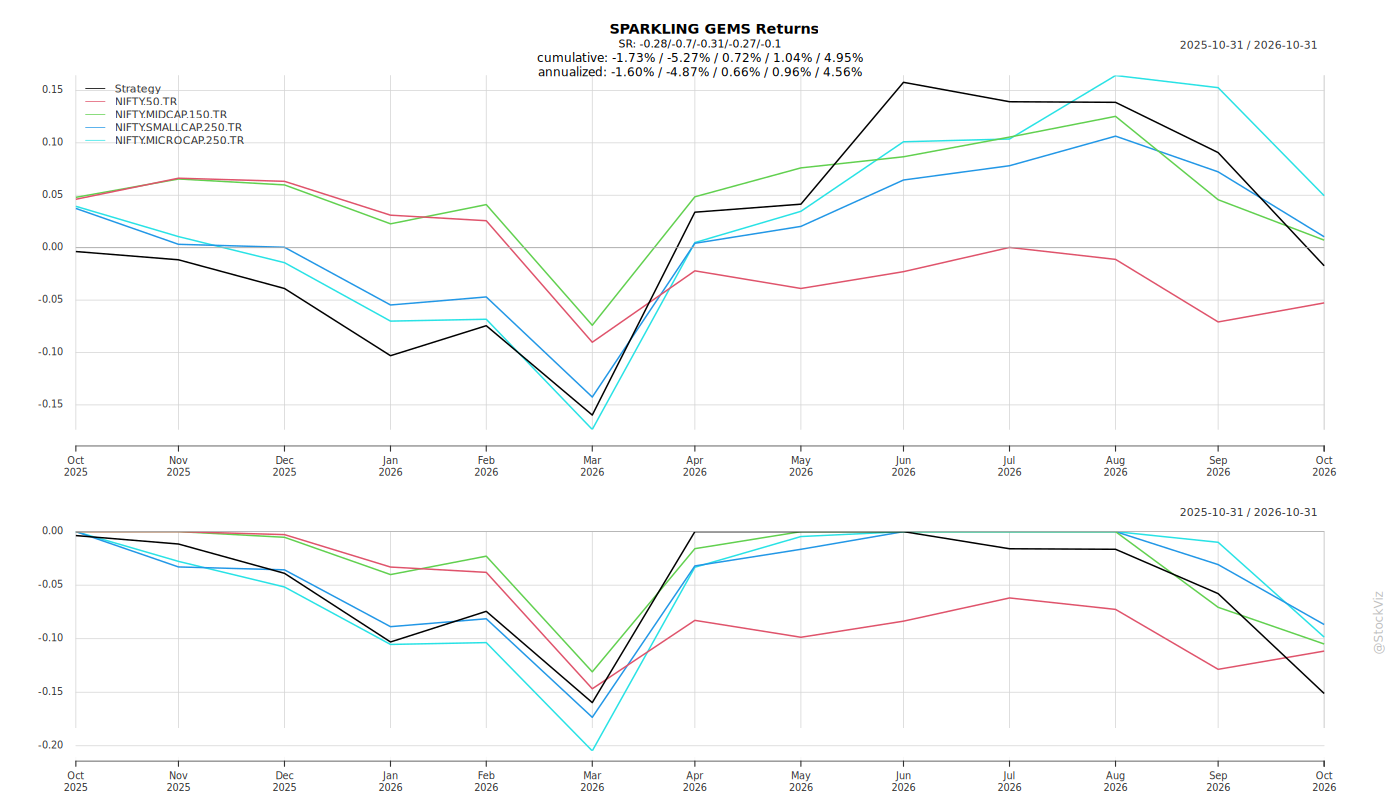 SPARKLING GEMS Returns
SR: -0.28/-0.7/-0.31/-0.27/-0.1
2025-10-31 / 2026-10-31
cumulative: -1.73% / -5.27% / 0.72% / 1.04% / 4.95%
annualized: -1.60% / -4.87% / 0.66% / 0.96% / 4.56%
Strategy
NIFTY.50.TR
NIFTY.MIDCAP.150.TR
NIFTY.SMALLCAP.250.TR
NIFTY.MICROCAP.250.TR
0.15
0.10
0.05
0.00
-0.05
-0.10
-0.15
Oct Nov Dec Jan Feb Mar Apr May Jun Jul Aug Sep Oct
2025 2025 2025 2026 2026 2026 2026 2026 2026 2026 2026 2026 2026
2025-10-31 / 2026-10-31
0.00
-0.05
-0.10
-0.15
-0.20
Oct Nov Dec Jan Feb Mar Apr May Jun Jul Aug Sep Oct
2025 2025 2025 2026 2026 2026 2026 2026 2026 2026 2026 2026 2026
@StockViz